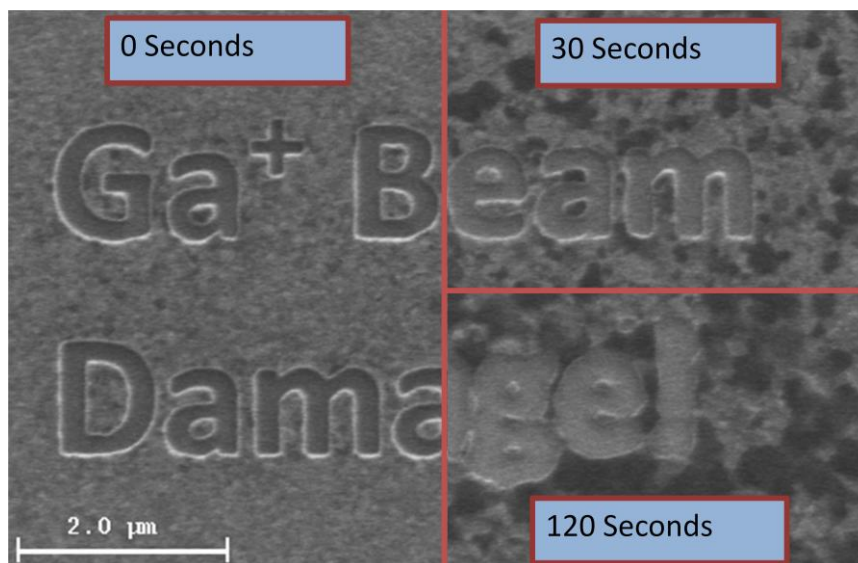 0 Seconds
30 Seconds
Ga⁺ Beam
Damage!
2.0 µm
120 Seconds